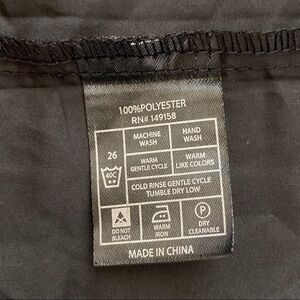 100%POLYESTER
RN# 149158
26
40C
MACHINE
WASH
HAND
WASH
WARM
GENTLE CYCLE
WARM
LIKE COLORS
COLD RINSE GENTLE CYCLE
TUMBLE DRY LOW
DO NOT
BLEACH
WARM
IRON
P
DRY
CLEANABLE
MADE IN CHINA